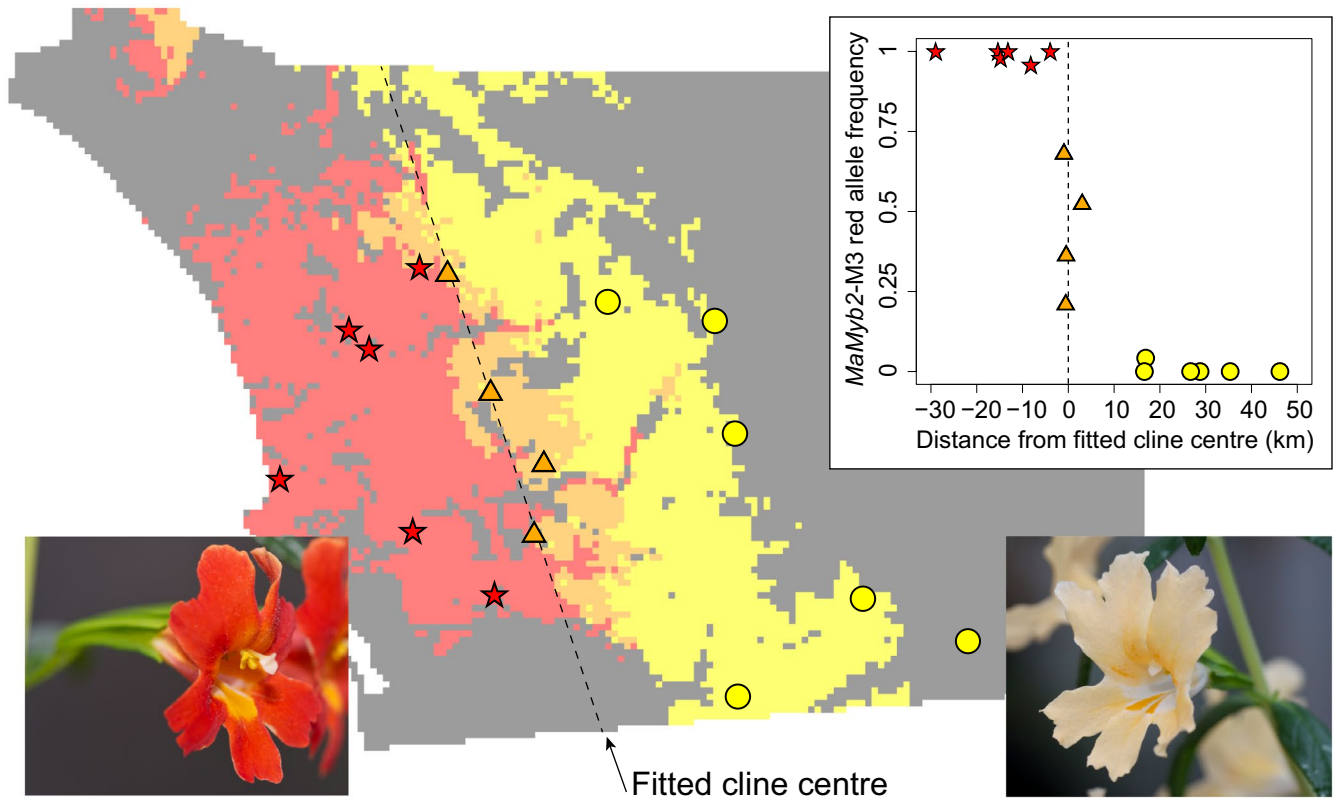 MaMyb2-M3 red allele frequency
1
0.75
0.5
0.25
0
−30 −20 −10 0 10 20 30 40 50
Distance from fitted cline centre (km)
Fitted cline centre